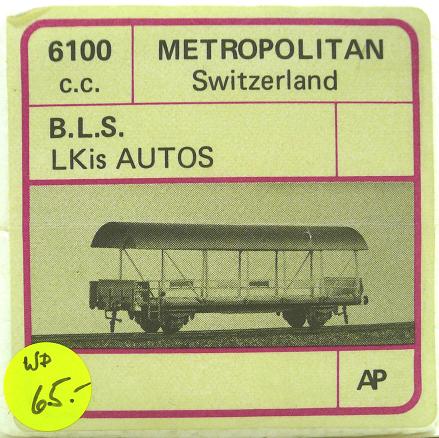 6100
c.c.
METROPOLITAN
Switzerland
B.L.S.
LKis AUTOS
AP
65.-